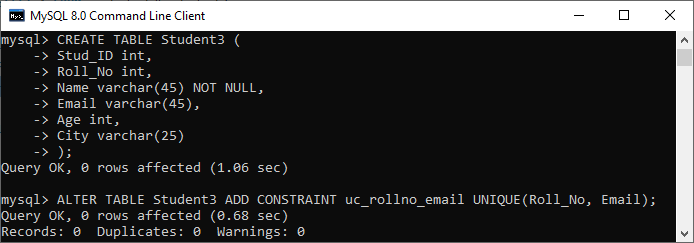 MySQL 8.0 Command Line Client
mysql> CREATE TABLE Student3 (
    -> Stud_ID int,
    -> Roll_No int,
    -> Name varchar(45) NOT NULL,
    -> Email varchar(45),
    -> Age int,
    -> City varchar(25)
    -> );
Query OK, 0 rows affected (1.06 sec)

mysql> ALTER TABLE Student3 ADD CONSTRAINT uc_rollno_email UNIQUE(Roll_No, Email);
Query OK, 0 rows affected (0.68 sec)
Records: 0  Duplicates: 0  Warnings: 0